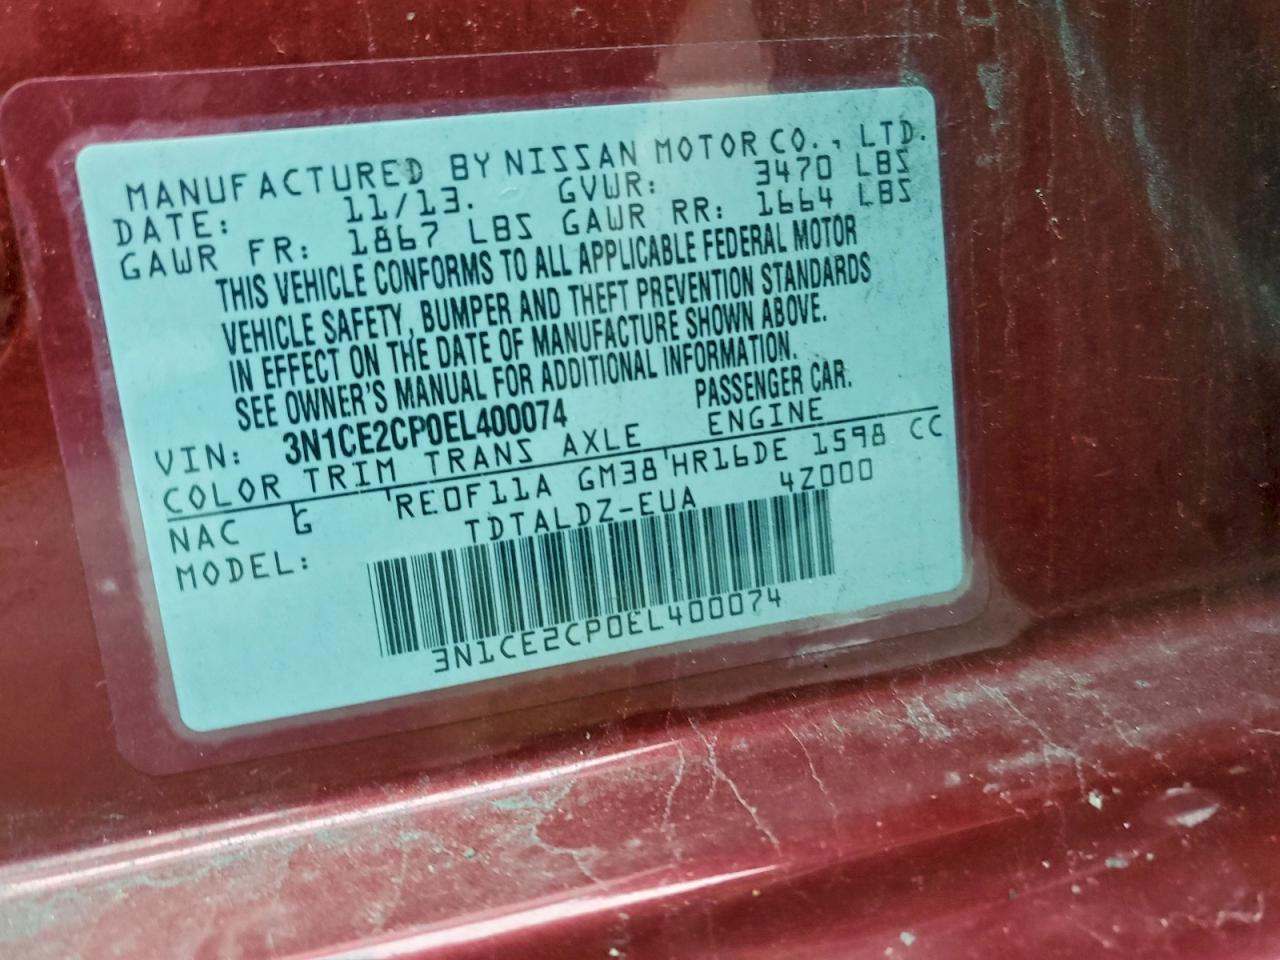 MANUFACTURED BY NISSAN MOTOR CO., LTD.
DATE: 11/13. GVWR: 3470 LBS
GAWR FR: 1867 LBS GAWR RR: 1664 LBS
THIS VEHICLE CONFORMS TO ALL APPLICABLE FEDERAL MOTOR
VEHICLE SAFETY, BUMPER AND THEFT PREVENTION STANDARDS
IN EFFECT ON THE DATE OF MANUFACTURE SHOWN ABOVE.
SEE OWNER'S MANUAL FOR ADDITIONAL INFORMATION.
VIN: 3N1CE2CP0EL400074 PASSENGER CAR.
COLOR TRIM TRANS AXLE ENGINE
NAC G RE0F11A GM38 HR16DE 1598 CC
MODEL: TDTALDZ-EUA 4Z000
3N1CE2CP0EL400074